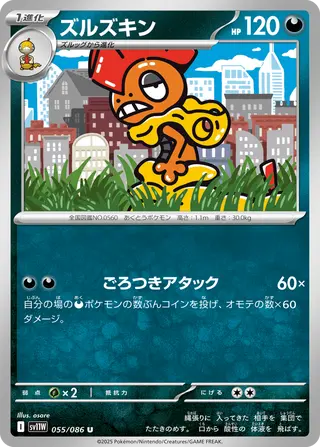 1進化
ズルズキン
HP 120
ズルッグから進化
全国図鑑NO.0560 あくとうポケモン 高さ：1.1m 重さ：30.0kg
ごろつきアタック 60×
自分の場のポケモンの数ぶんコインを投げ、オモテの数×60
ダメージ。
弱点 ×2 抵抗力 にげる
Illus. osare
I sv11W 055/086 U
縄張りに 入ってきた 相手を 集団で
たたきのめす。 口から 酸性の 体液を 飛ばす。
©2025 Pokémon/Nintendo/Creatures/GAME FREAK.